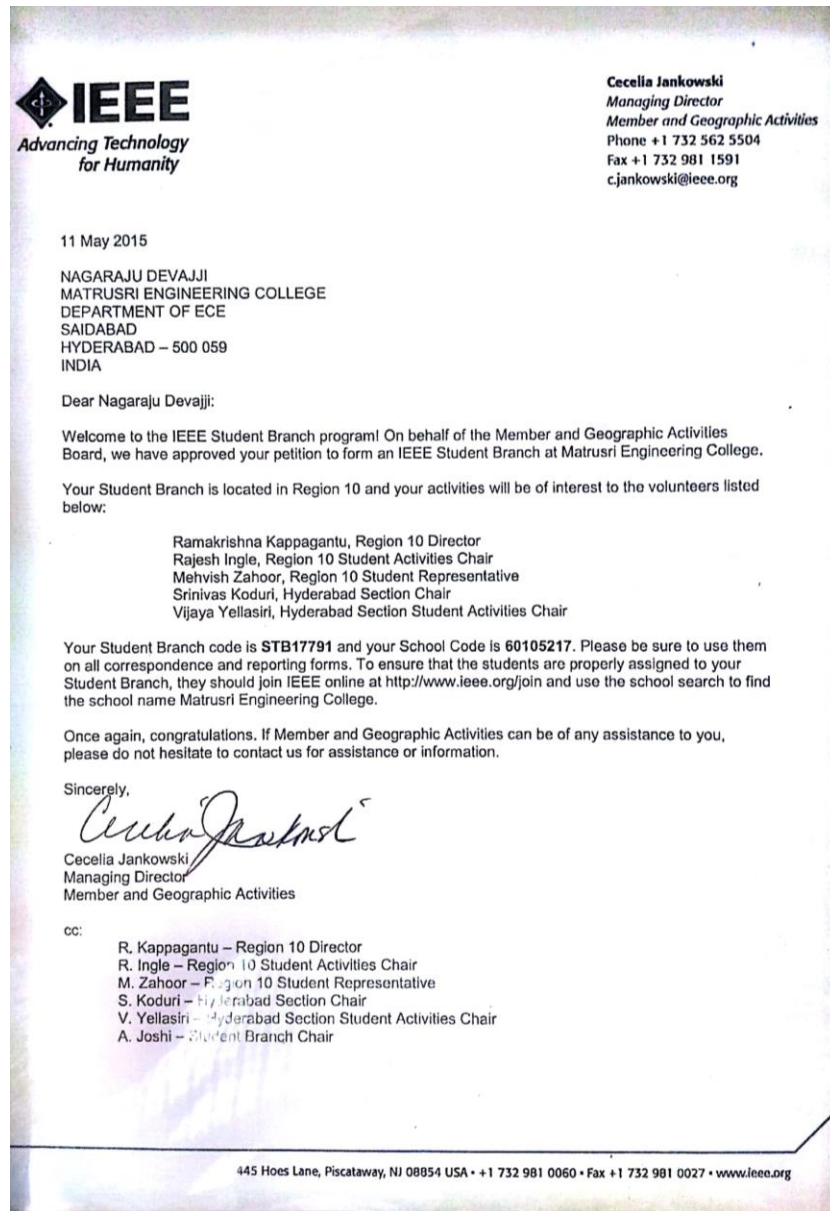 IEEE
Advancing Technology
for Humanity
Cecelia Jankowski
Managing Director
Member and Geographic Activities
Phone +1 732 562 5504
Fax +1 732 981 1591
c.jankowski@ieee.org
11 May 2015
NAGARAJU DEVAJJI
MATRUSRI ENGINEERING COLLEGE
DEPARTMENT OF ECE
SAIDABAD
HYDERABAD – 500 059
INDIA
Dear Nagaraju Devajji:
Welcome to the IEEE Student Branch program! On behalf of the Member and Geographic Activities
Board, we have approved your petition to form an IEEE Student Branch at Matrusri Engineering College.
Your Student Branch is located in Region 10 and your activities will be of interest to the volunteers listed
below:
Ramakrishna Kappagantu, Region 10 Director
Rajesh Ingle, Region 10 Student Activities Chair
Mehvish Zahoor, Region 10 Student Representative
Srinivas Koduri, Hyderabad Section Chair
Vijaya Yellasiri, Hyderabad Section Student Activities Chair
Your Student Branch code is STB17791 and your School Code is 60105217. Please be sure to use them
on all correspondence and reporting forms. To ensure that the students are properly assigned to your
Student Branch, they should join IEEE online at http://www.ieee.org/join and use the school search to find
the school name Matrusri Engineering College.
Once again, congratulations. If Member and Geographic Activities can be of any assistance to you,
please do not hesitate to contact us for assistance or information.
Sincerely,
Cecelia Jankowski
Cecelia Jankowski
Managing Director
Member and Geographic Activities
cc:
R. Kappagantu – Region 10 Director
R. Ingle – Region 10 Student Activities Chair
M. Zahoor – Region 10 Student Representative
S. Koduri – Hyderabad Section Chair
V. Yellasiri – Hyderabad Section Student Activities Chair
A. Joshi – Student Branch Chair
445 Hoes Lane, Piscataway, NJ 08854 USA • +1 732 981 0060 • Fax +1 732 981 0027 • www.ieee.org